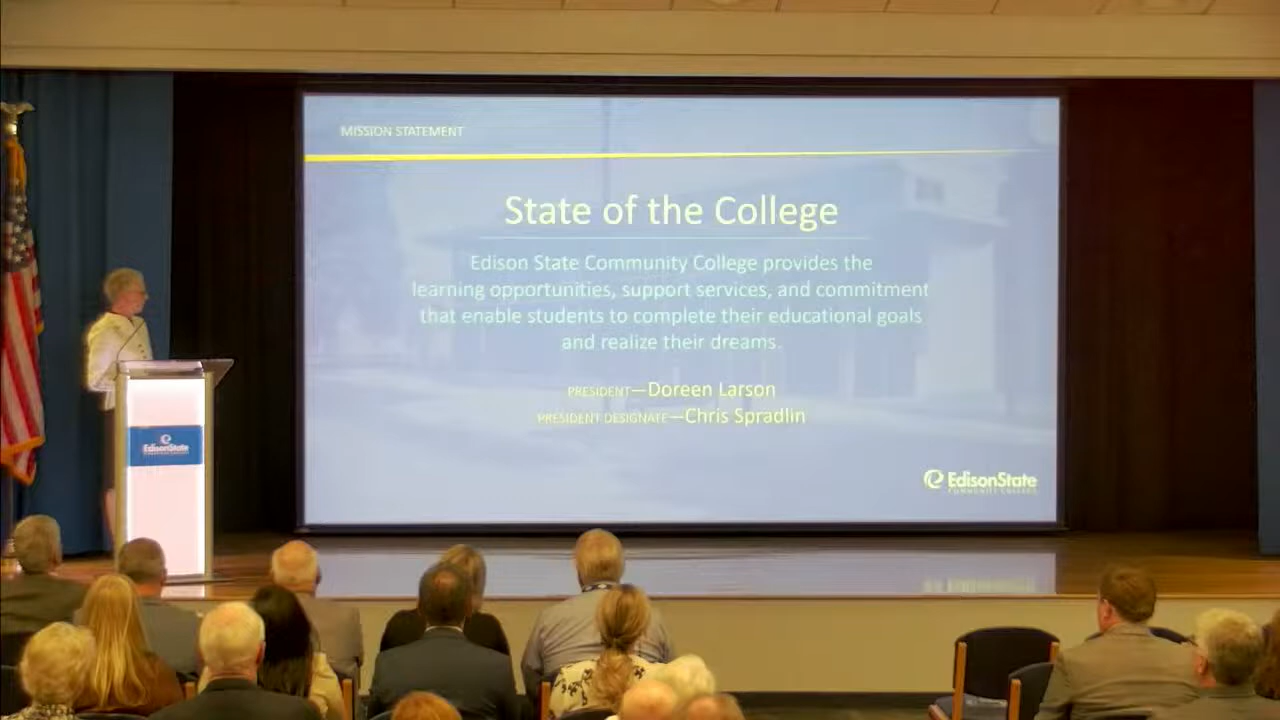 MISSION STATEMENT
State of the College
Edison State Community College provides the
learning opportunities, support services, and commitment
that enable students to complete their educational goals
and realize their dreams.
PRESIDENT—Doreen Larson
PRESIDENT DESIGNATE—Chris Spradlin
EdisonState
COMMUNITY COLLEGE
EdisonState